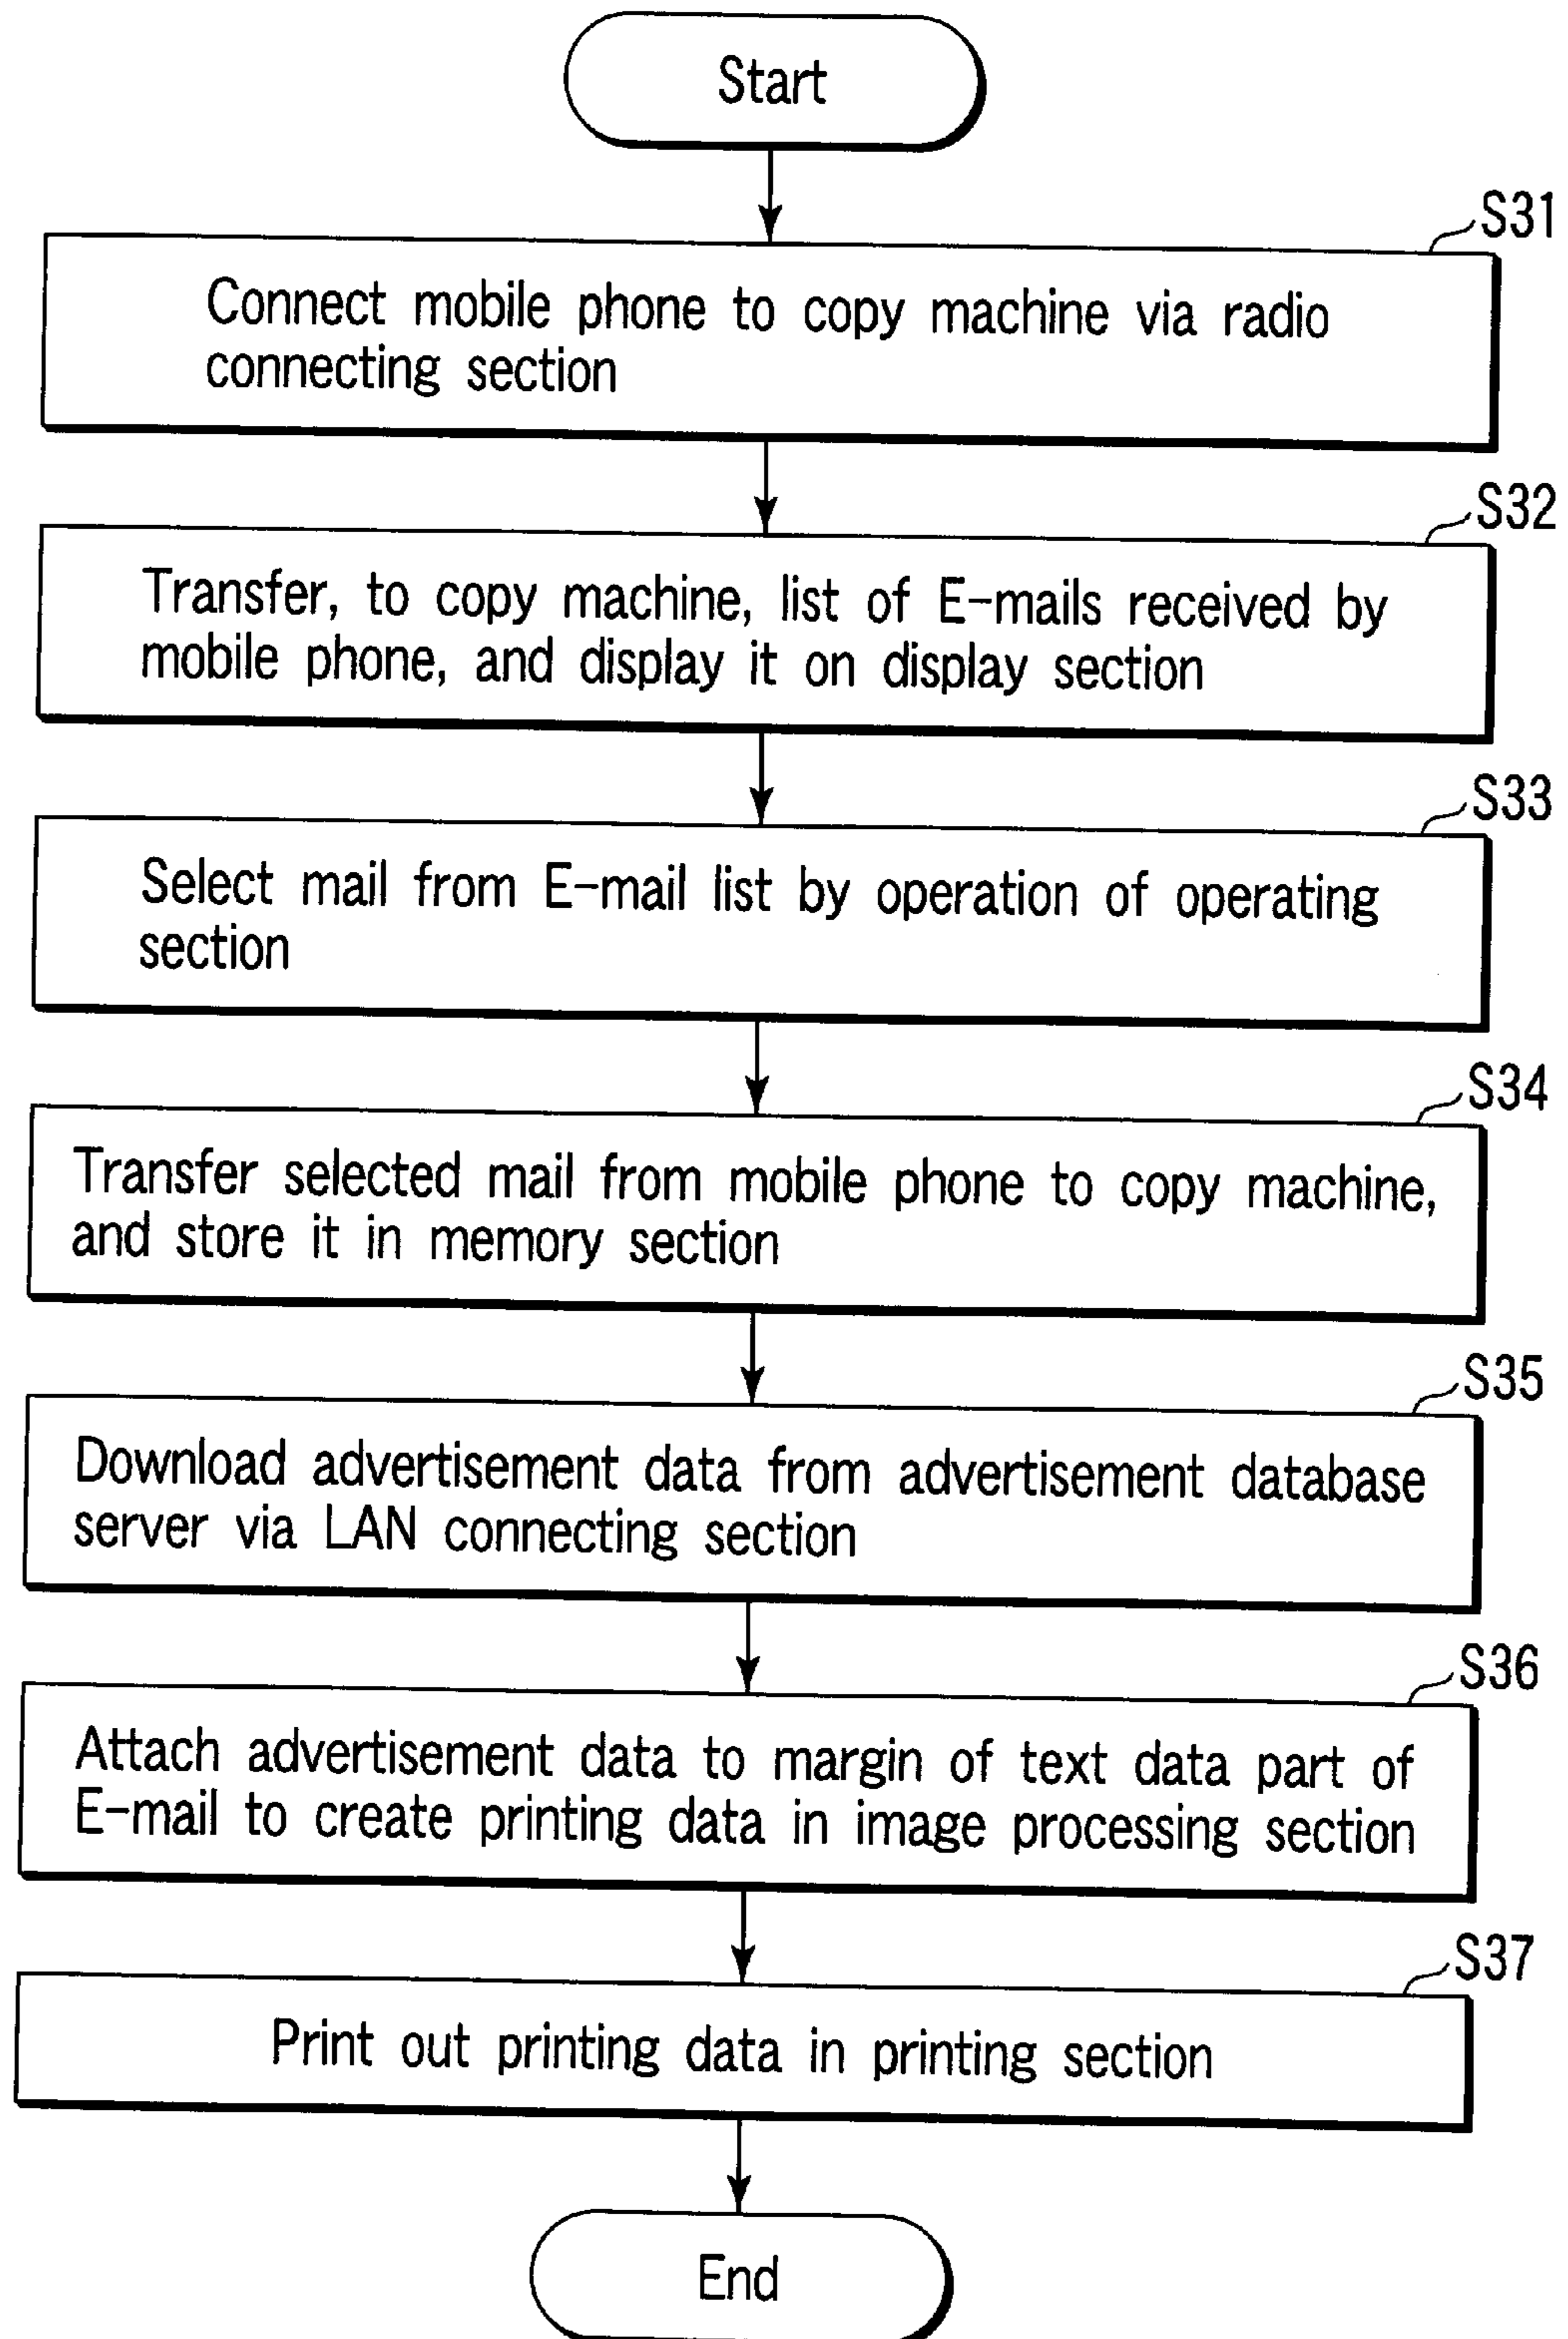 Start
S31
Connect mobile phone to copy machine via radio
connecting section
S32
Transfer, to copy machine, list of E-mails received by
mobile phone, and display it on display section
S33
Select mail from E-mail list by operation of operating
section
S34
Transfer selected mail from mobile phone to copy machine,
and store it in memory section
S35
Download advertisement data from advertisement database
server via LAN connecting section
S36
Attach advertisement data to margin of text data part of
E-mail to create printing data in image processing section
S37
Print out printing data in printing section
End